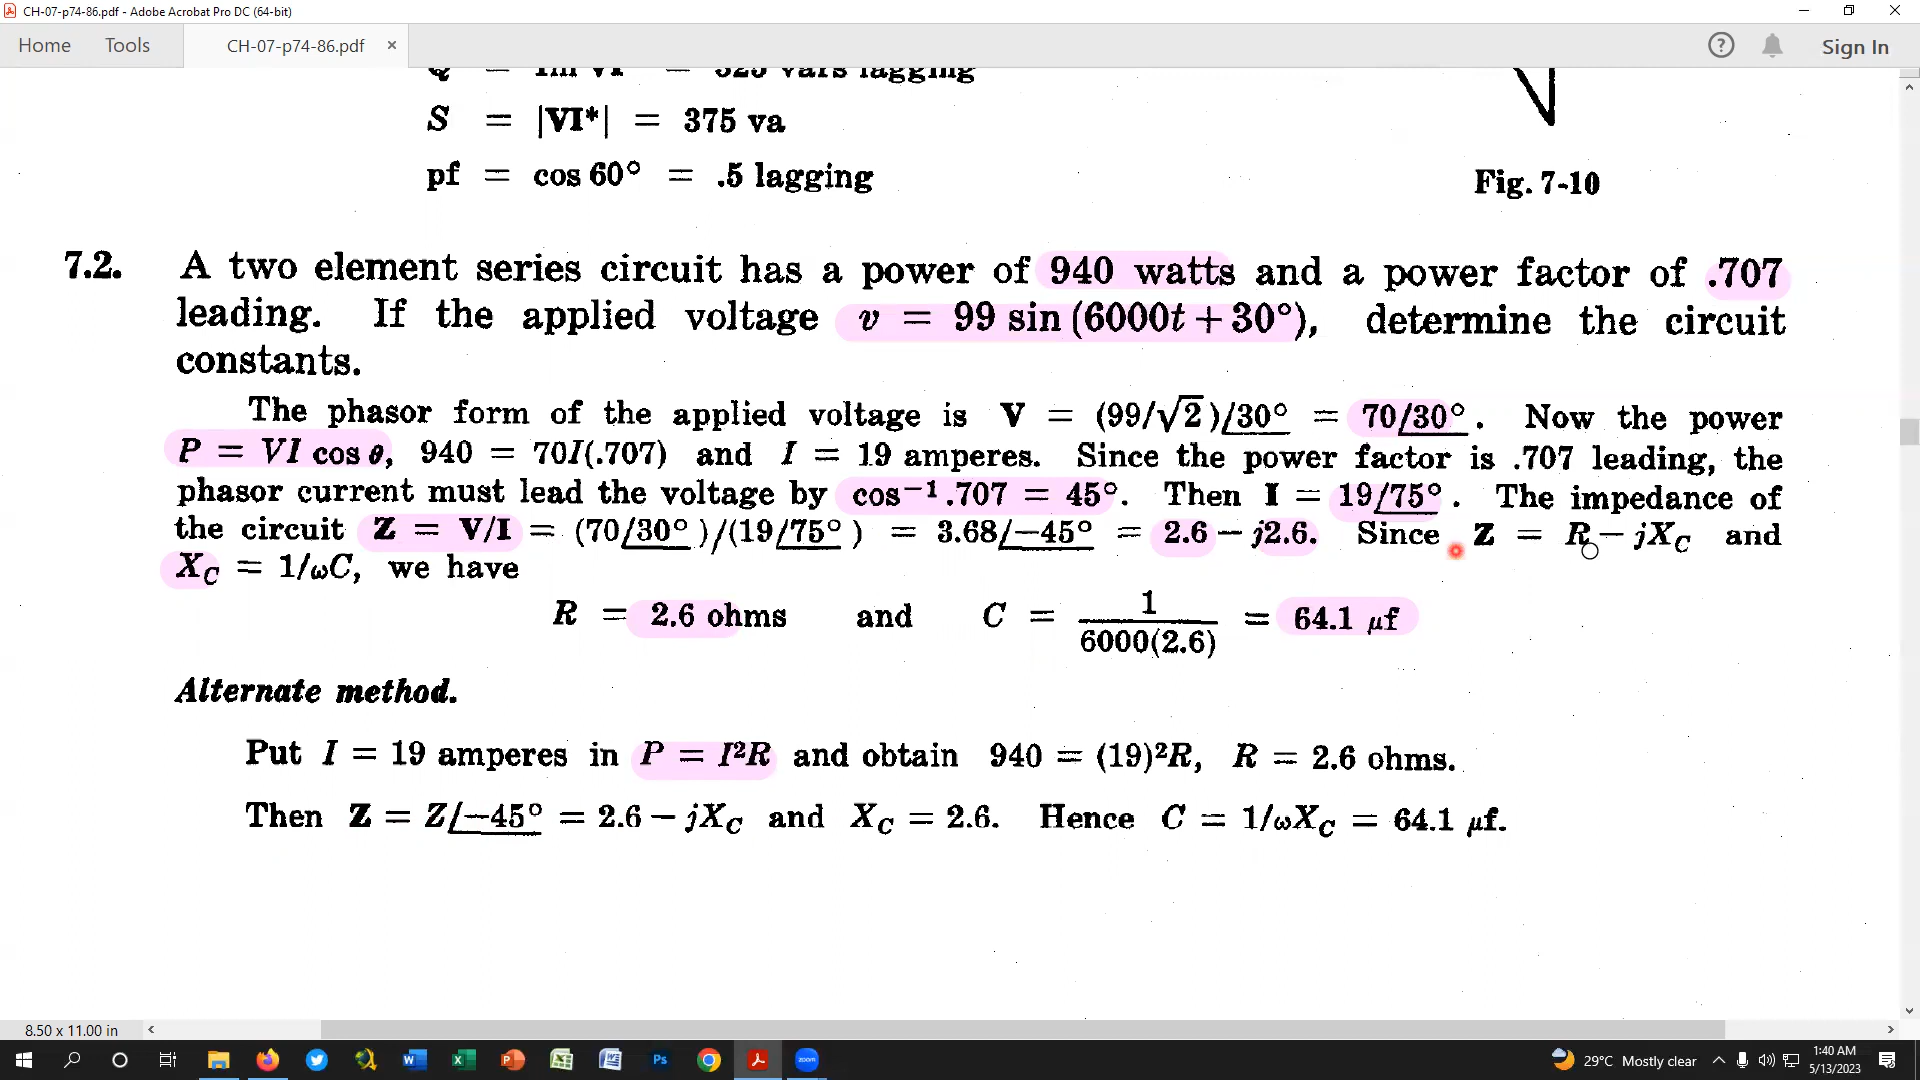 CH-07-p74-86.pdf - Adobe Acrobat Pro DC (64-bit)
Home Tools CH-07-p74-86.pdf × Sign In
S = |VI*| = 375 va
pf = cos 60° = .5 lagging
Fig. 7-10
7.2. A two element series circuit has a power of 940 watts and a power factor of .707
leading. If the applied voltage v = 99 sin (6000t + 30°), determine the circuit
constants.
The phasor form of the applied voltage is V = (99/√2)/30° = 70/30°. Now the power
P = VI cos θ, 940 = 70I(.707) and I = 19 amperes. Since the power factor is .707 leading, the
phasor current must lead the voltage by cos⁻¹ .707 = 45°. Then I = 19/75°. The impedance of
the circuit Z = V/I = (70/30°)/(19/75°) = 3.68/−45° = 2.6 − j2.6. Since Z = R − jX_C and
X_C = 1/ωC, we have
R = 2.6 ohms and C = 1/6000(2.6) = 64.1 μf
Alternate method.
Put I = 19 amperes in P = I²R and obtain 940 = (19)²R, R = 2.6 ohms.
Then Z = Z/−45° = 2.6 − jX_C and X_C = 2.6. Hence C = 1/ωX_C = 64.1 μf.
8.50 x 11.00 in
29°C Mostly clear
1:40 AM
5/13/2023